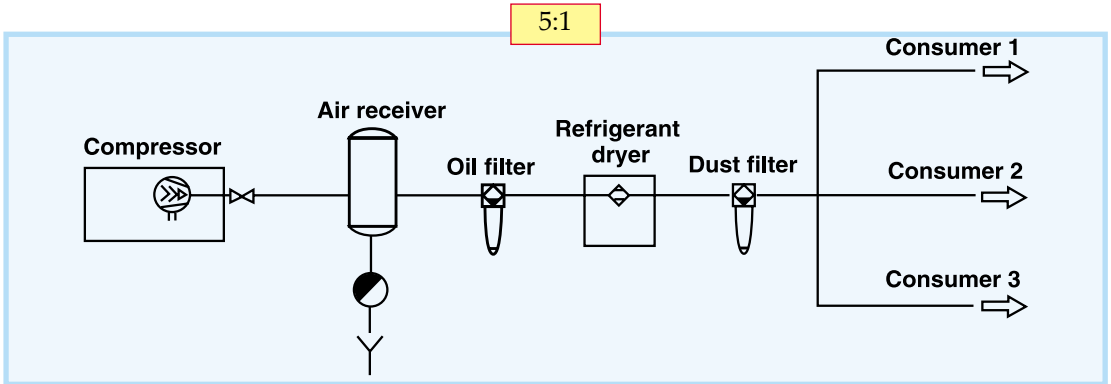 5:1
Consumer 1
Air receiver
Compressor
Oil filter
Refrigerant
dryer
Dust filter
Consumer 2
Consumer 3